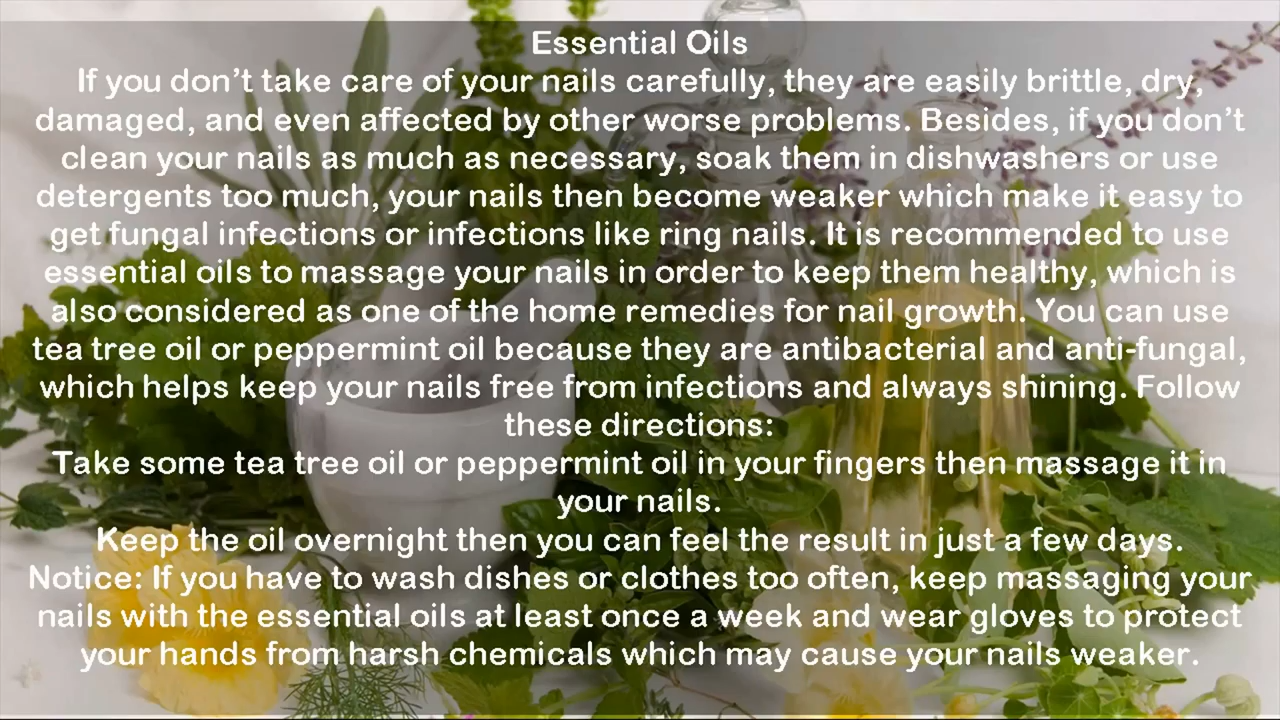 Essential Oils
If you don’t take care of your nails carefully, they are easily brittle, dry,
damaged, and even affected by other worse problems. Besides, if you don’t
clean your nails as much as necessary, soak them in dishwashers or use
detergents too much, your nails then become weaker which make it easy to
get fungal infections or infections like ring nails. It is recommended to use
essential oils to massage your nails in order to keep them healthy, which is
also considered as one of the home remedies for nail growth. You can use
tea tree oil or peppermint oil because they are antibacterial and anti-fungal,
which helps keep your nails free from infections and always shining. Follow
these directions:
Take some tea tree oil or peppermint oil in your fingers then massage it in
your nails.
Keep the oil overnight then you can feel the result in just a few days.
Notice: If you have to wash dishes or clothes too often, keep massaging your
nails with the essential oils at least once a week and wear gloves to protect
your hands from harsh chemicals which may cause your nails weaker.